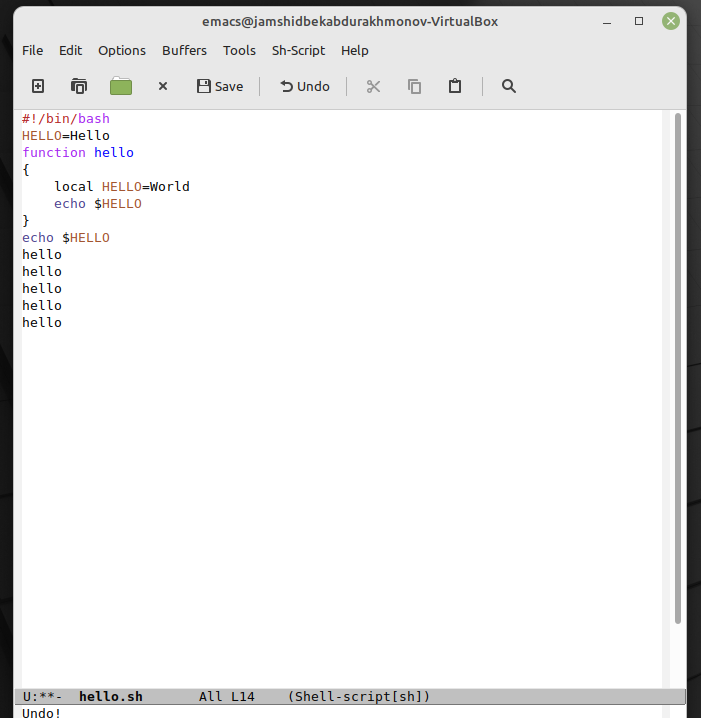 emacs@jamshidbekabdurakhmonov-VirtualBox
File Edit Options Buffers Tools Sh-Script Help
Save Undo
#!/bin/bash
HELLO=Hello
function hello
{
    local HELLO=World
    echo $HELLO
}
echo $HELLO
hello
hello
hello
hello
hello
U:**-  hello.sh       All L14    (Shell-script[sh])
Undo!